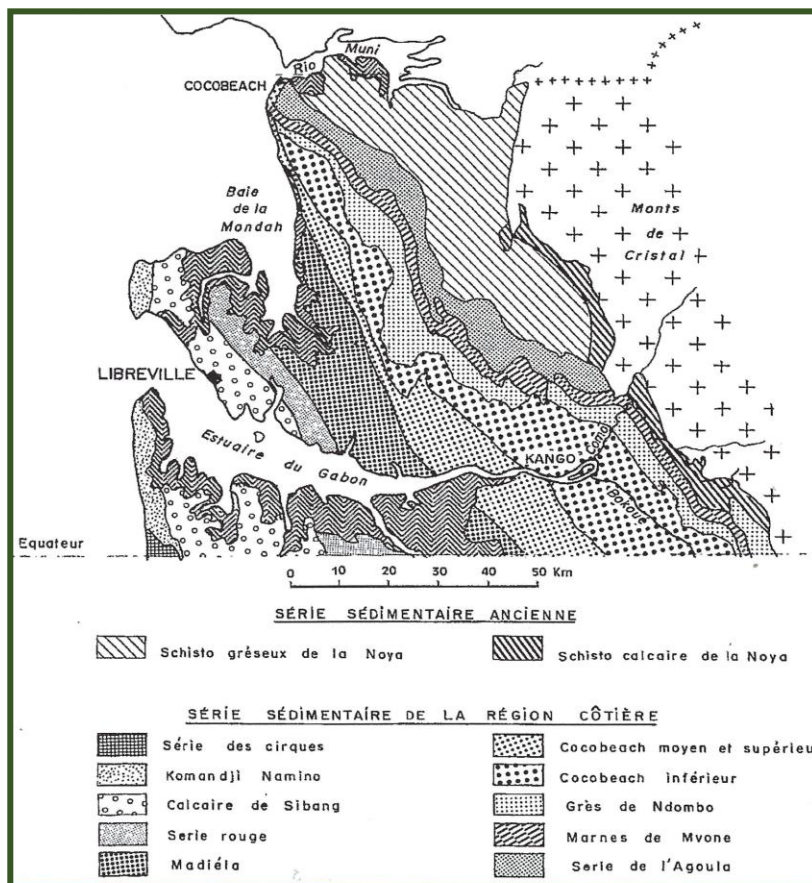 Rio Muni
COCOBEACH
Baie
de la
Mondah
Monts
de
Cristal
LIBREVILLE
Estuaire du Gabon
KANGO
Como
Bokoué
Equateur
0 10 20 30 40 50 Km
SÉRIE SÉDIMENTAIRE ANCIENNE
Schisto gréseux de la Noya
Schisto calcaire de la Noya
SÉRIE SÉDIMENTAIRE DE LA RÉGION CÔTIÈRE
Série des cirques
Cocobeach moyen et supérieur
Komandji Namino
Cocobeach inférieur
Calcaire de Sibang
Grès de Ndombo
Serie rouge
Marnes de Mvone
Madiéla
Serie de l'Agoula